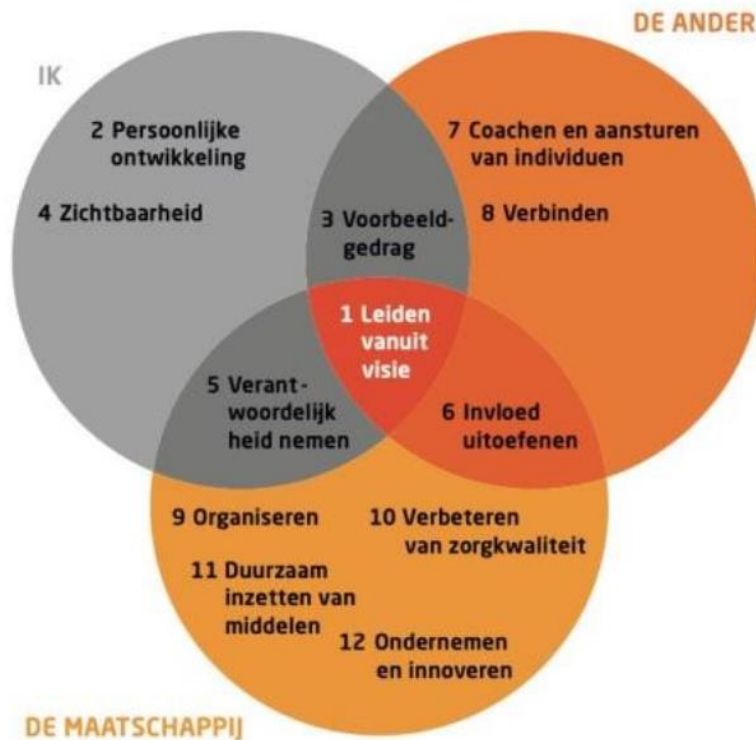 DE ANDER
IK
2 Persoonlijke
ontwikkeling
4 Zichtbaarheid
7 Coachen en aansturen
van individuen
8 Verbinden
3 Voorbeeld-
gedrag
1 Leiden
vanuit
visie
5 Verant-
woordelijk
heid nemen
6 Invloed
uitoefenen
9 Organiseren
10 Verbeteren
van zorgkwaliteit
11 Duurzaam
inzetten van
middelen
12 Ondernemen
en innoveren
DE MAATSCHAPPIJ